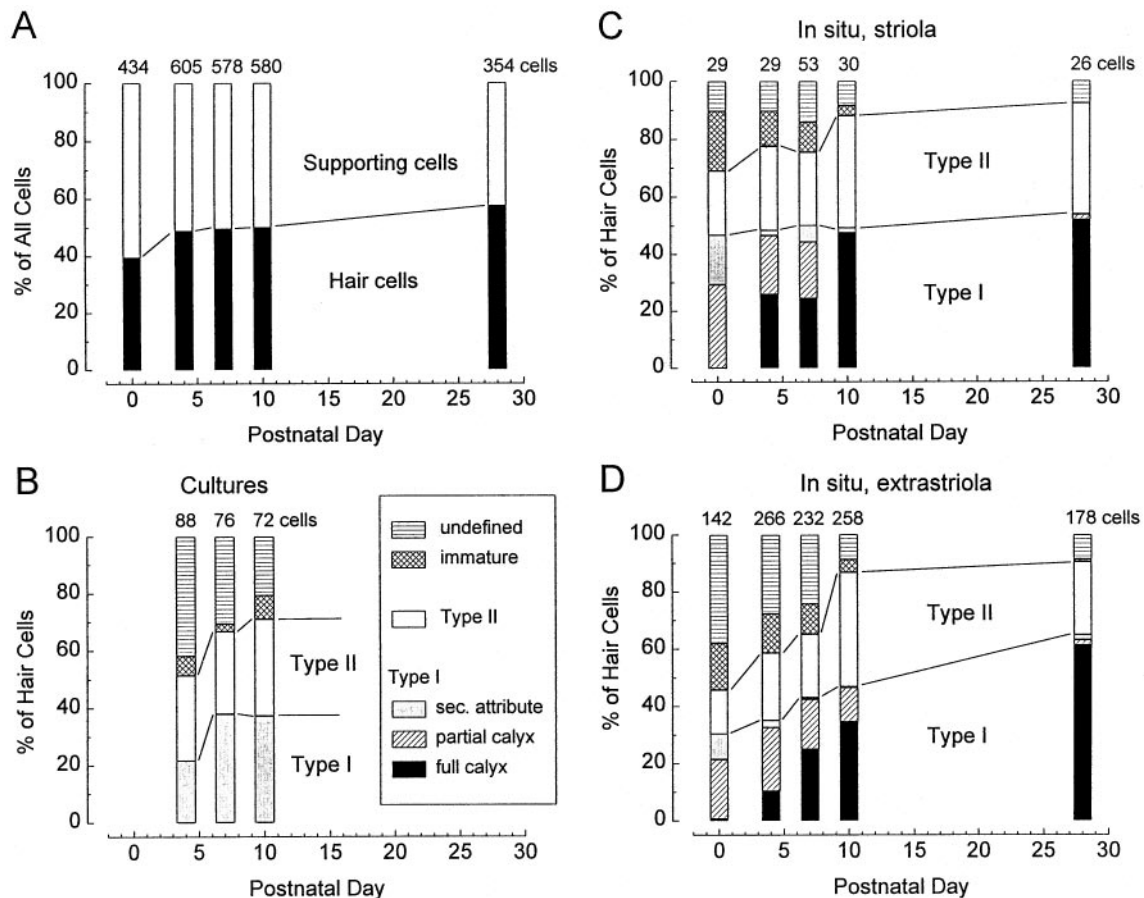 A
434 605 578 580 354 cells
100
80
60
40
20
0
% of All Cells
Supporting cells
Hair cells
0 5 10 15 20 25 30
Postnatal Day
B
Cultures
88 76 72 cells
100
80
60
40
20
0
% of Hair Cells
Type II
Type I
0 5 10 15 20 25 30
Postnatal Day
undefined
immature
Type II
Type I
sec. attribute
partial calyx
full calyx
C
In situ, striola
29 29 53 30 26 cells
100
80
60
40
20
0
% of Hair Cells
Type II
Type I
0 5 10 15 20 25 30
Postnatal Day
D
In situ, extrastriola
142 266 232 258 178 cells
100
80
60
40
20
0
% of Hair Cells
Type II
Type I
0 5 10 15 20 25 30
Postnatal Day